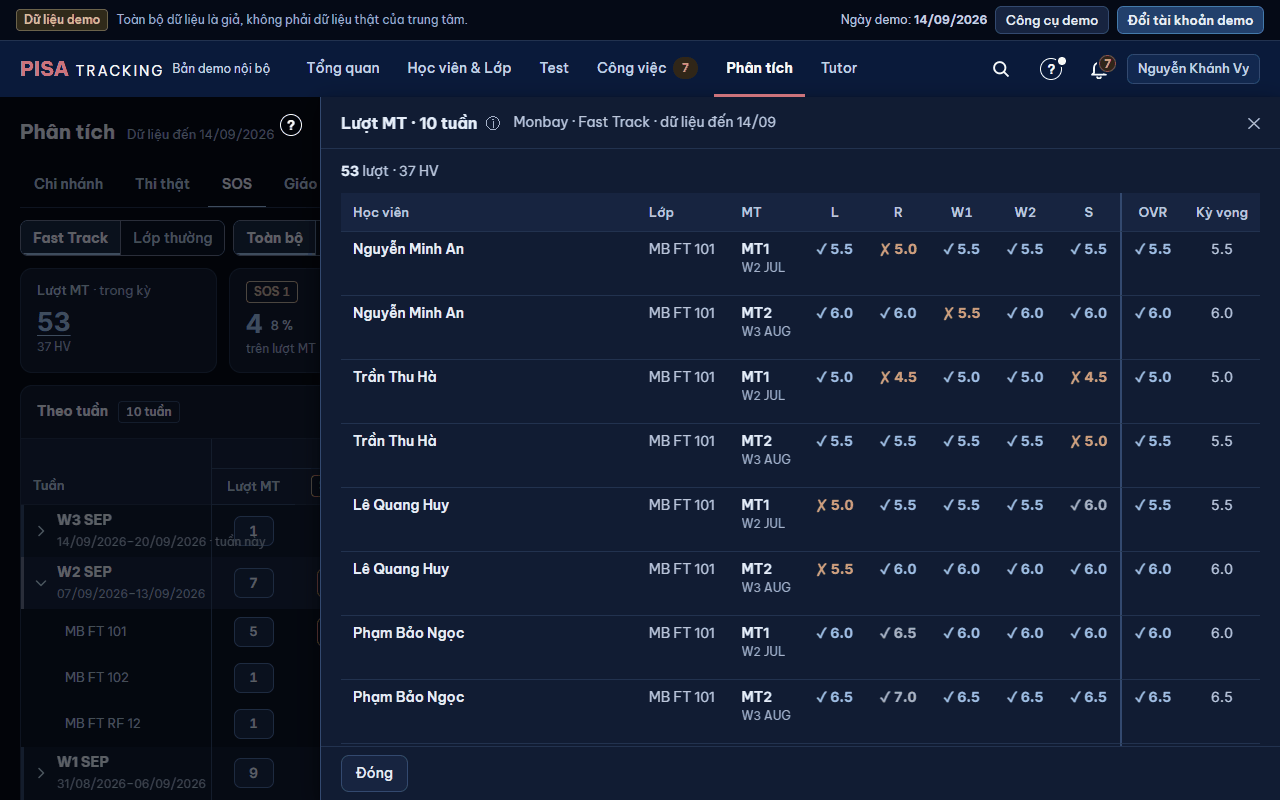 Dữ liệu demo Toàn bộ dữ liệu là giả, không phải dữ liệu thật của trung tâm. Ngày demo: 14/09/2026 Công cụ demo Đổi tài khoản demo
PISA TRACKING Bản demo nội bộ Tổng quan Học viên & Lớp Test Công việc 7 Phân tích Tutor ? 7 Nguyễn Khánh Vy
Phân tích Dữ liệu đến 14/09/2026 ?
Chi nhánh Thi thật SOS Giáo
Fast Track Lớp thường Toàn bộ
Lượt MT · trong kỳ
53
37 HV
SOS 1
4 8 %
trên lượt MT
Theo tuần 10 tuần
Tuần Lượt MT
W3 SEP
14/09/2026–20/09/2026 · tuần này
1
W2 SEP
07/09/2026–13/09/2026
7
MB FT 101 5
MB FT 102 1
MB FT RF 12 1
W1 SEP
31/08/2026–06/09/2026
9
Lượt MT · 10 tuần ⓘ Monbay · Fast Track · dữ liệu đến 14/09
53 lượt · 37 HV
Học viên Lớp MT L R W1 W2 S OVR Kỳ vọng
Nguyễn Minh An MB FT 101 MT1 ✓ 5.5 ✗ 5.0 ✓ 5.5 ✓ 5.5 ✓ 5.5 ✓ 5.5 5.5
W2 JUL
Nguyễn Minh An MB FT 101 MT2 ✓ 6.0 ✓ 6.0 ✗ 5.5 ✓ 6.0 ✓ 6.0 ✓ 6.0 6.0
W3 AUG
Trần Thu Hà MB FT 101 MT1 ✓ 5.0 ✗ 4.5 ✓ 5.0 ✓ 5.0 ✗ 4.5 ✓ 5.0 5.0
W2 JUL
Trần Thu Hà MB FT 101 MT2 ✓ 5.5 ✓ 5.5 ✓ 5.5 ✓ 5.5 ✗ 5.0 ✓ 5.5 5.5
W3 AUG
Lê Quang Huy MB FT 101 MT1 ✗ 5.0 ✓ 5.5 ✓ 5.5 ✓ 5.5 ✓ 6.0 ✓ 5.5 5.5
W2 JUL
Lê Quang Huy MB FT 101 MT2 ✗ 5.5 ✓ 6.0 ✓ 6.0 ✓ 6.0 ✓ 6.0 ✓ 6.0 6.0
W3 AUG
Phạm Bảo Ngọc MB FT 101 MT1 ✓ 6.0 ✓ 6.5 ✓ 6.0 ✓ 6.0 ✓ 6.0 ✓ 6.0 6.0
W2 JUL
Phạm Bảo Ngọc MB FT 101 MT2 ✓ 6.5 ✓ 7.0 ✓ 6.5 ✓ 6.5 ✓ 6.5 ✓ 6.5 6.5
W3 AUG
Đóng